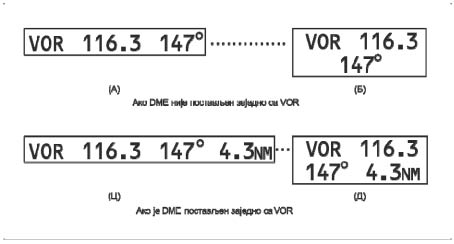 VOR 116.3 147°
VOR 116.3
147°
(А)
(Б)
Ако DME није постављен заједно са VOR
VOR 116.3 147° 4.3NM
VOR 116.3
147° 4.3NM
(Ц)
(Д)
Ако је DME постављен заједно са VOR